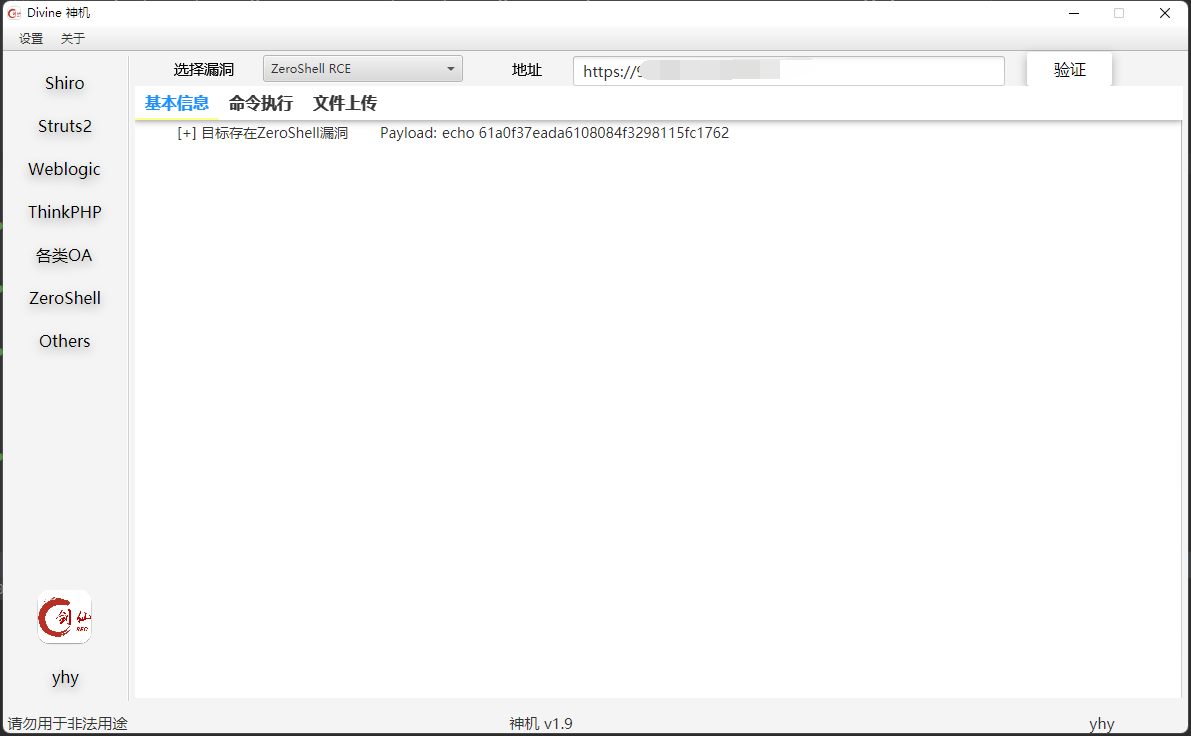 Divine 神机
设置 关于
选择漏洞 ZeroShell RCE 地址 https:// 验证
基本信息 命令执行 文件上传
[+] 目标存在ZeroShell漏洞 Payload: echo 61a0f37eada6108084f3298115fc1762
Shiro
Struts2
Weblogic
ThinkPHP
各类OA
ZeroShell
Others
剑仙
REC
yhy
请勿用于非法用途 神机 v1.9 yhy